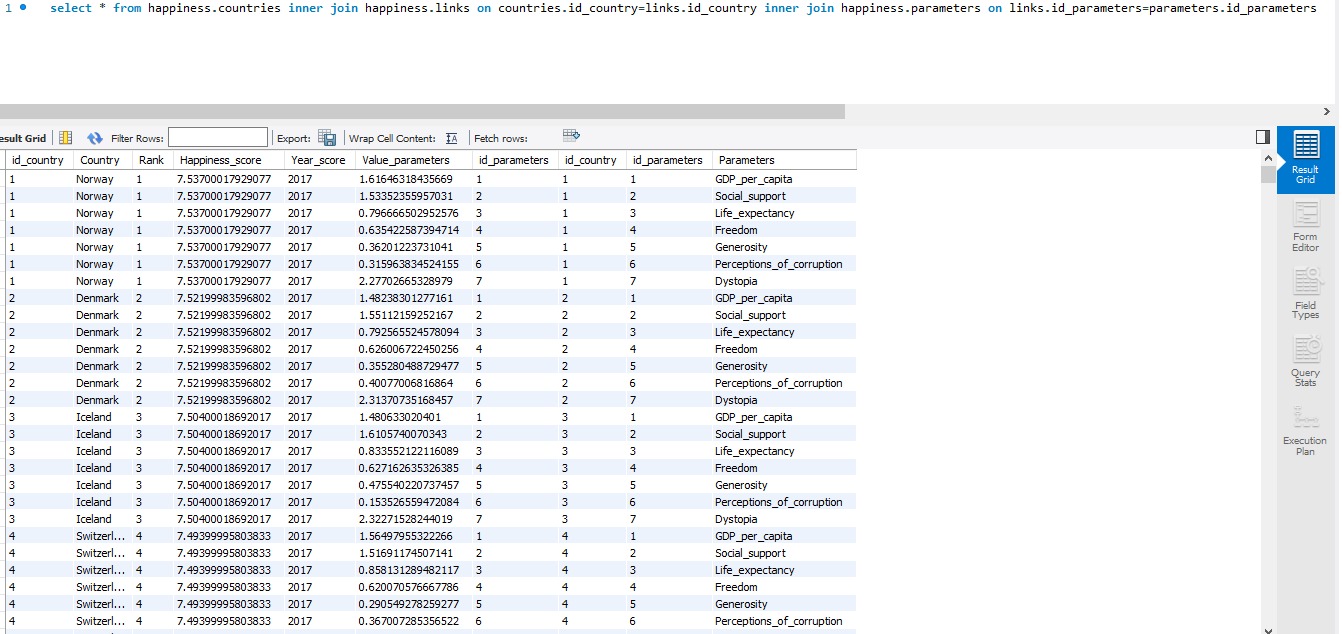 1 select * from happiness.countries inner join happiness.links on countries.id_country=links.id_country inner join happiness.parameters on links.id_parameters=parameters.id_parameters
esult Grid Filter Rows: Export: Wrap Cell Content: Fetch rows:
id_country Country Rank Happiness_score Year_score Value_parameters id_parameters id_country id_parameters Parameters
1 Norway 1 7.53700017929077 2017 1.61646318435669 1 1 1 GDP_per_capita
1 Norway 1 7.53700017929077 2017 1.53352355957031 2 1 2 Social_support
1 Norway 1 7.53700017929077 2017 0.796666502952576 3 1 3 Life_expectancy
1 Norway 1 7.53700017929077 2017 0.635422587394714 4 1 4 Freedom
1 Norway 1 7.53700017929077 2017 0.36201223731041 5 1 5 Generosity
1 Norway 1 7.53700017929077 2017 0.315963834524155 6 1 6 Perceptions_of_corruption
1 Norway 1 7.53700017929077 2017 2.27702665328979 7 1 7 Dystopia
2 Denmark 2 7.52199983596802 2017 1.48238301277161 1 2 1 GDP_per_capita
2 Denmark 2 7.52199983596802 2017 1.55112159252167 2 2 2 Social_support
2 Denmark 2 7.52199983596802 2017 0.792565524578094 3 2 3 Life_expectancy
2 Denmark 2 7.52199983596802 2017 0.626006722450256 4 2 4 Freedom
2 Denmark 2 7.52199983596802 2017 0.355280488729477 5 2 5 Generosity
2 Denmark 2 7.52199983596802 2017 0.40077006816864 6 2 6 Perceptions_of_corruption
2 Denmark 2 7.52199983596802 2017 2.31370735168457 7 2 7 Dystopia
3 Iceland 3 7.50400018692017 2017 1.480633020401 1 3 1 GDP_per_capita
3 Iceland 3 7.50400018692017 2017 1.6105740070343 2 3 2 Social_support
3 Iceland 3 7.50400018692017 2017 0.833552122116089 3 3 3 Life_expectancy
3 Iceland 3 7.50400018692017 2017 0.627162635326385 4 3 4 Freedom
3 Iceland 3 7.50400018692017 2017 0.475540220737457 5 3 5 Generosity
3 Iceland 3 7.50400018692017 2017 0.153526559472084 6 3 6 Perceptions_of_corruption
3 Iceland 3 7.50400018692017 2017 2.32271528244019 7 3 7 Dystopia
4 Switzerl... 4 7.49399995803833 2017 1.56497955322266 1 4 1 GDP_per_capita
4 Switzerl... 4 7.49399995803833 2017 1.51691174507141 2 4 2 Social_support
4 Switzerl... 4 7.49399995803833 2017 0.858131289482117 3 4 3 Life_expectancy
4 Switzerl... 4 7.49399995803833 2017 0.620070576667786 4 4 4 Freedom
4 Switzerl... 4 7.49399995803833 2017 0.290549278259277 5 4 5 Generosity
4 Switzerl... 4 7.49399995803833 2017 0.367007285356522 6 4 6 Perceptions_of_corruption
Result
Grid
Form
Editor
Field
Types
Query
Stats
Execution
Plan